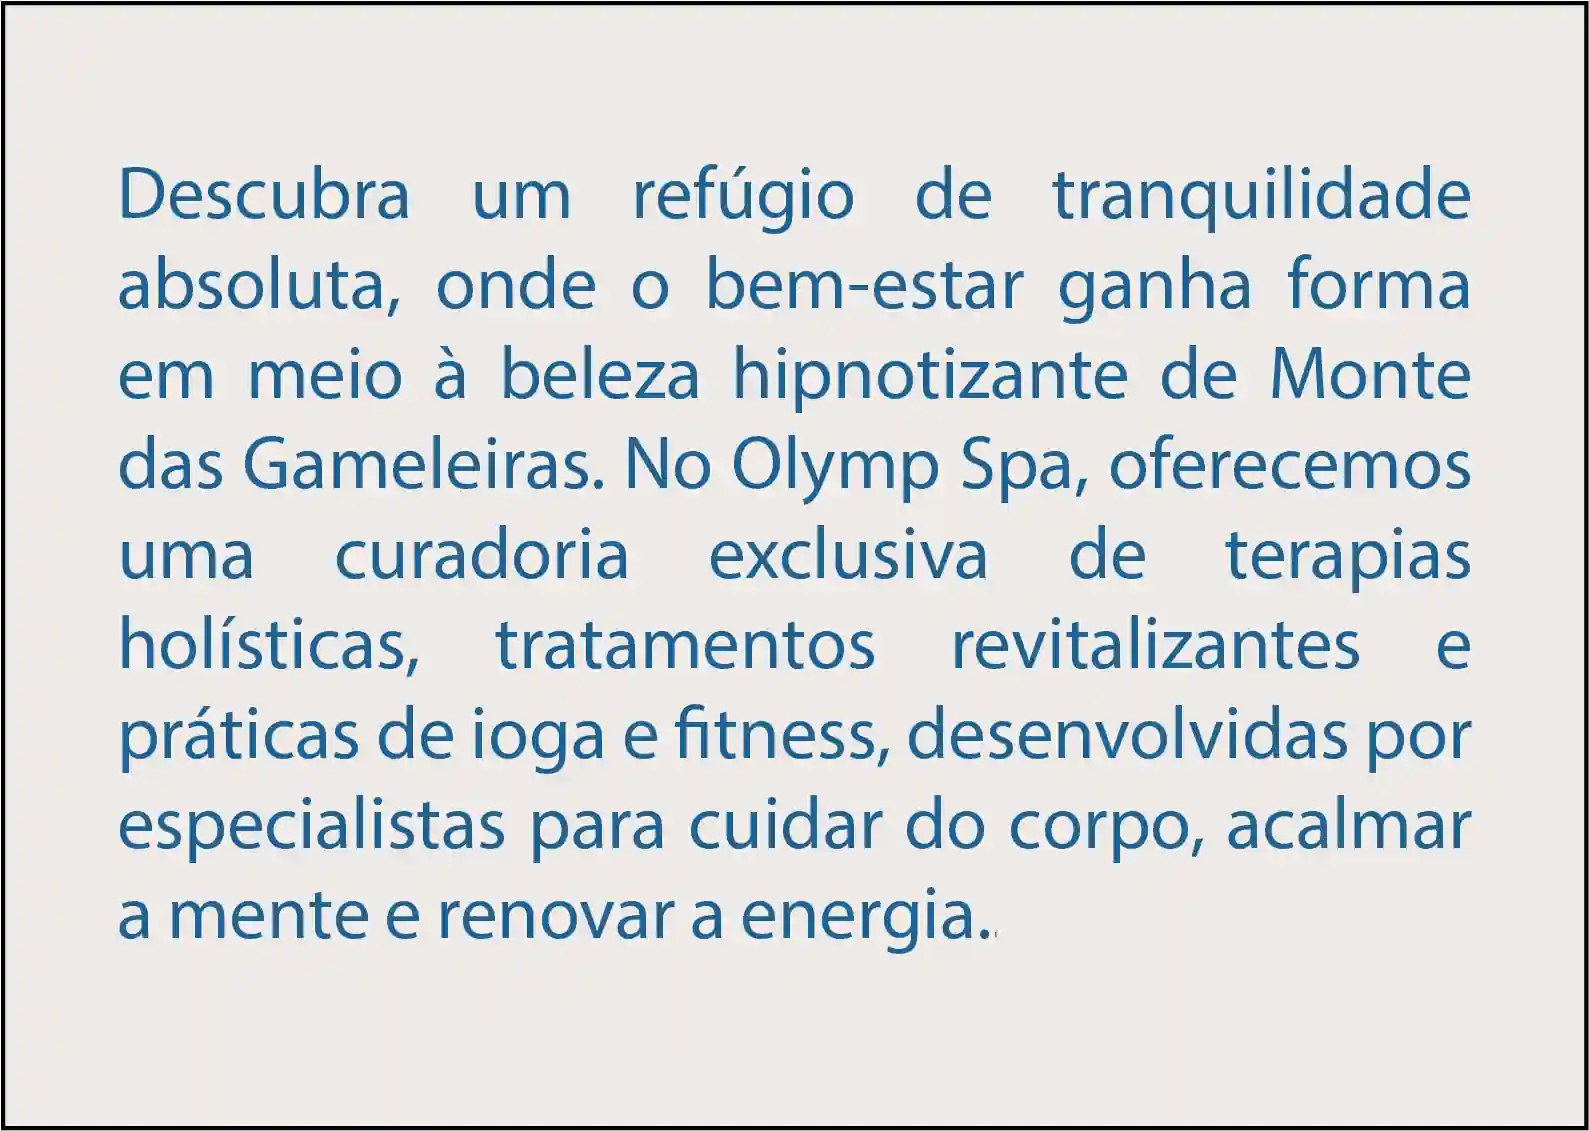 Descubra um refúgio de tranquilidade
absoluta, onde o bem-estar ganha forma
em meio à beleza hipnotizante de Monte
das Gameleiras. No Olymp Spa, oferecemos
uma curadoria exclusiva de terapias
holísticas, tratamentos revitalizantes e
práticas de ioga e fitness, desenvolvidas por
especialistas para cuidar do corpo, acalmar
a mente e renovar a energia.